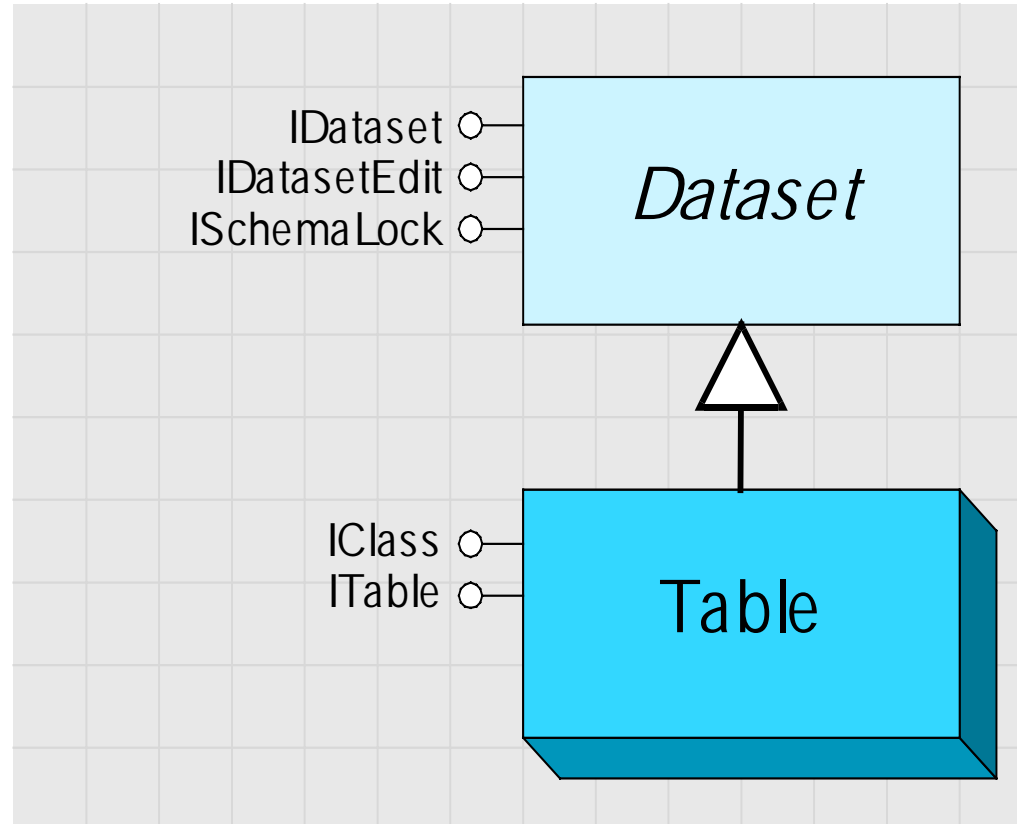 IDataset
IDatasetEdit
ISchemaLock
Dataset
IClass
ITable
Table